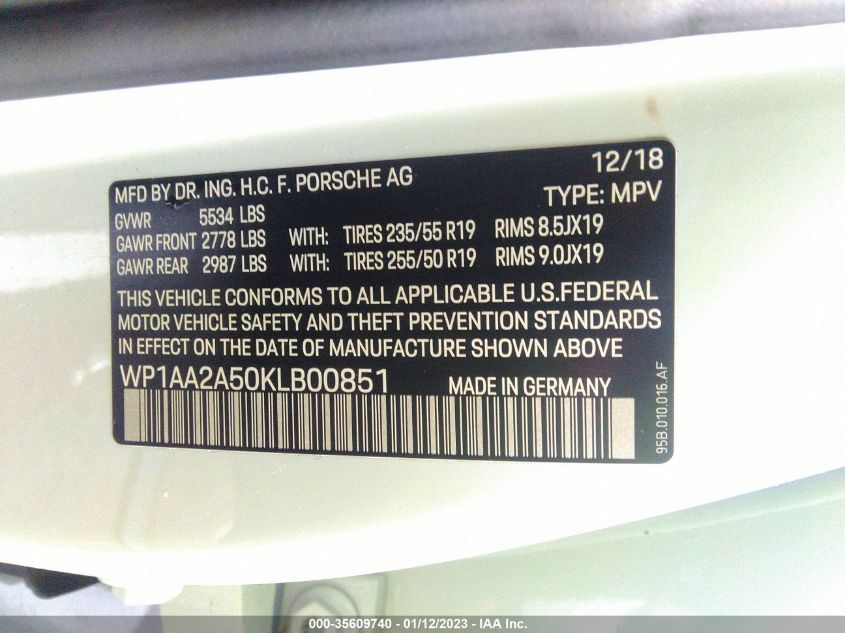 MFD BY DR. ING. H.C. F. PORSCHE AG 12/18
TYPE: MPV
GVWR 5534 LBS
GAWR FRONT 2778 LBS WITH: TIRES 235/55 R19 RIMS 8.5JX19
GAWR REAR 2987 LBS WITH: TIRES 255/50 R19 RIMS 9.0JX19
THIS VEHICLE CONFORMS TO ALL APPLICABLE U.S.FEDERAL
MOTOR VEHICLE SAFETY AND THEFT PREVENTION STANDARDS
IN EFFECT ON THE DATE OF MANUFACTURE SHOWN ABOVE
WP1AA2A50KLB00851 MADE IN GERMANY
95B.010.016.AF
000-35609740 - 01/12/2023 - IAA Inc.